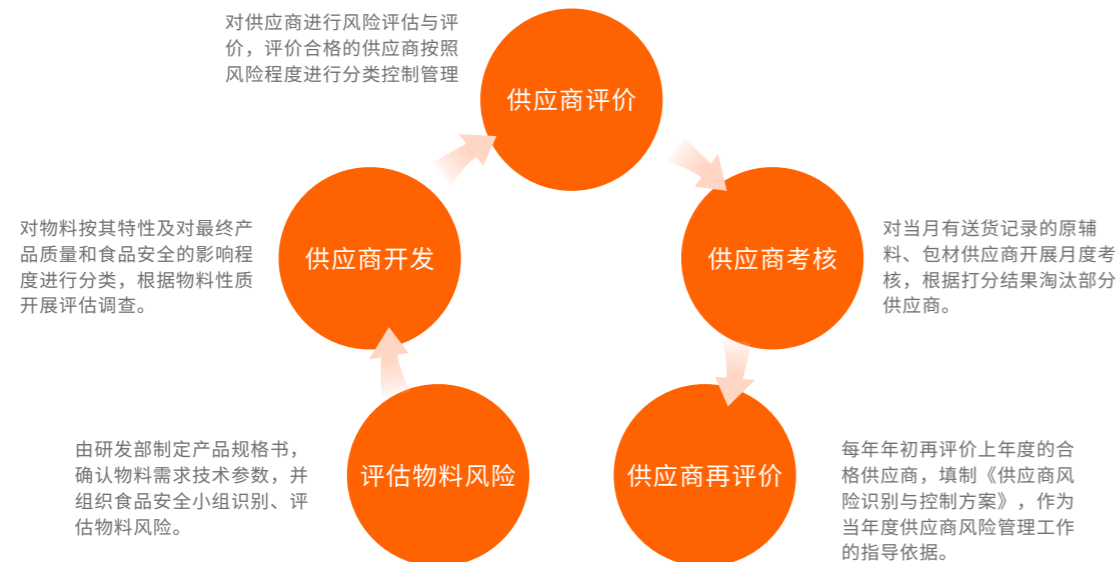 对供应商进行风险评估与评
价，评价合格的供应商按照
风险程度进行分类控制管理
供应商评价
对物料按其特性及对最终产
品质量和食品安全的影响程
度进行分类，根据物料性质
开展评估调查。
供应商开发
供应商考核
对当月有送货记录的原辅
料、包材供应商开展月度考
核，根据打分结果淘汰部分
供应商。
由研发部制定产品规格书，
确认物料需求技术参数，并
组织食品安全小组识别、评
估物料风险。
评估物料风险
供应商再评价
每年年初再评价上年度的合
格供应商，填制《供应商风
险识别与控制方案》，作为
当年度供应商风险管理工作
的指导依据。